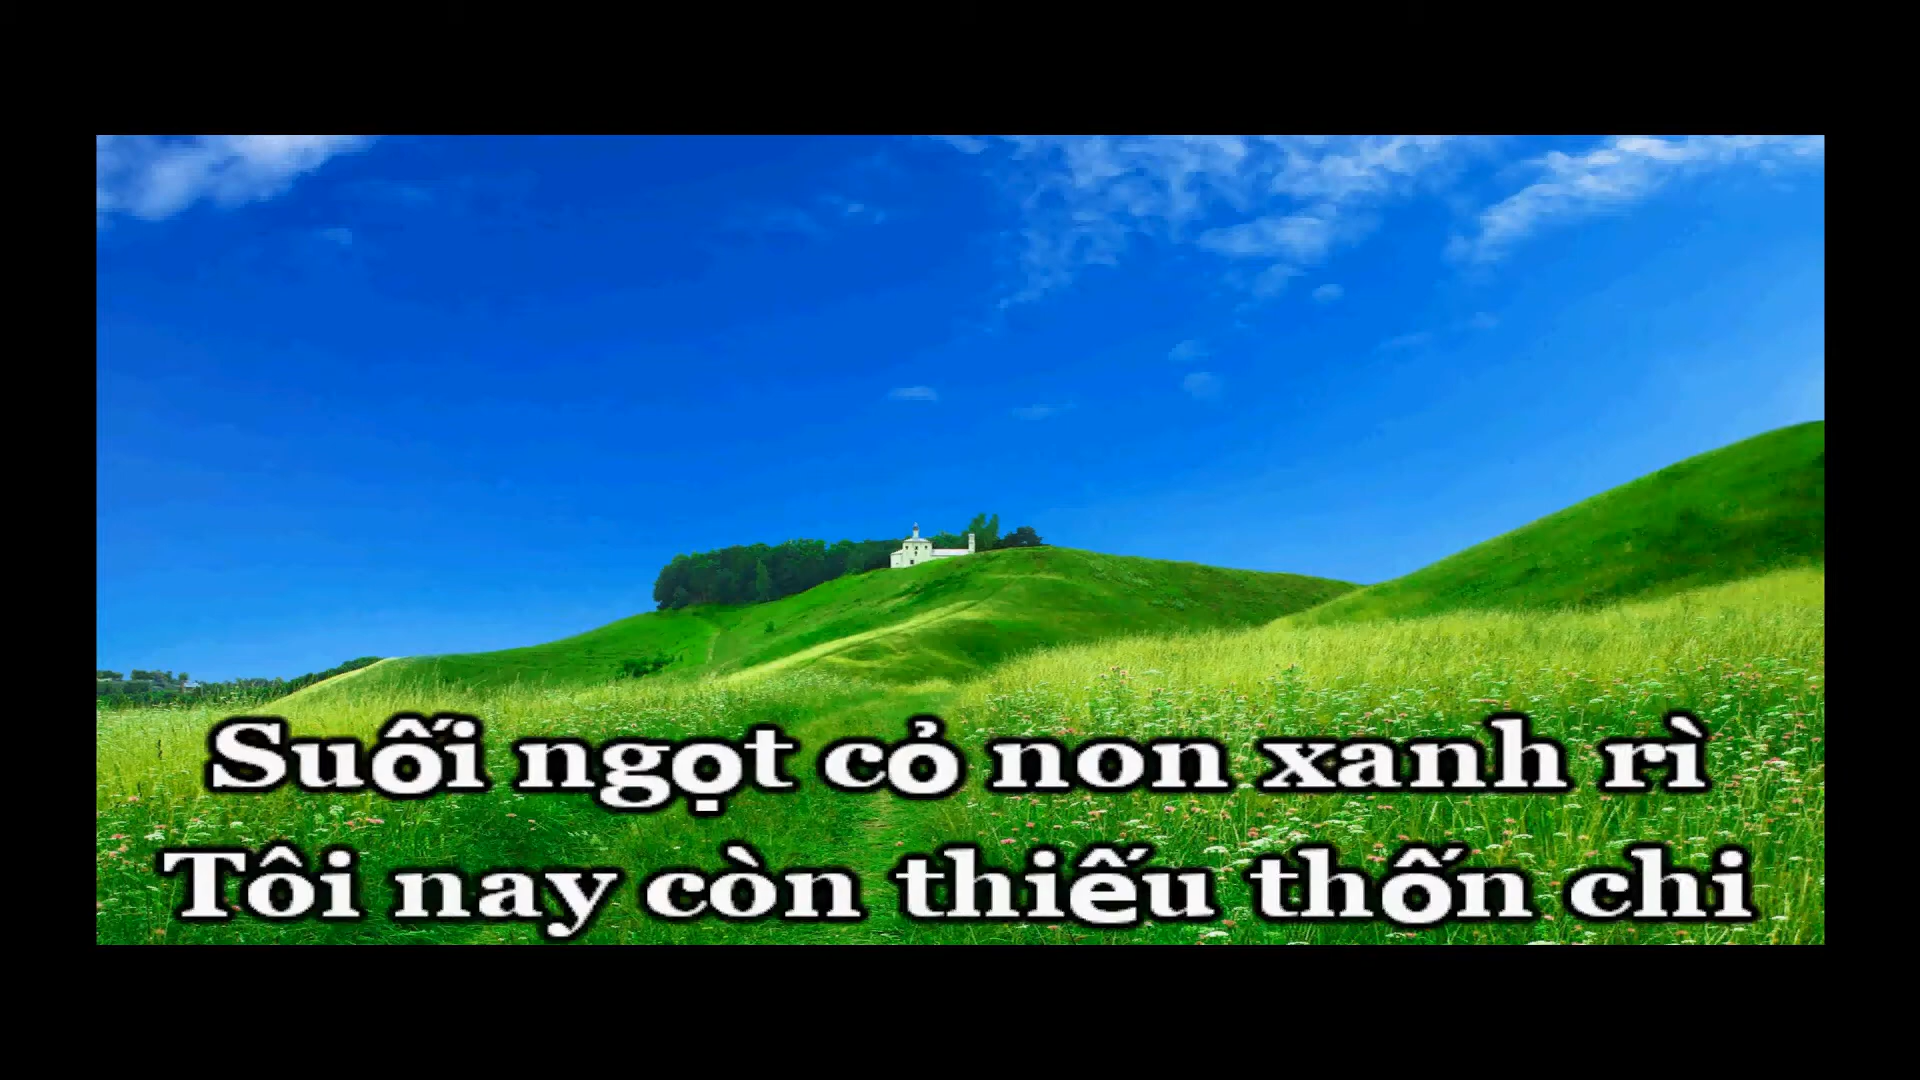 Suối ngọt cỏ non xanh rì
Tôi nay còn thiếu thốn chi